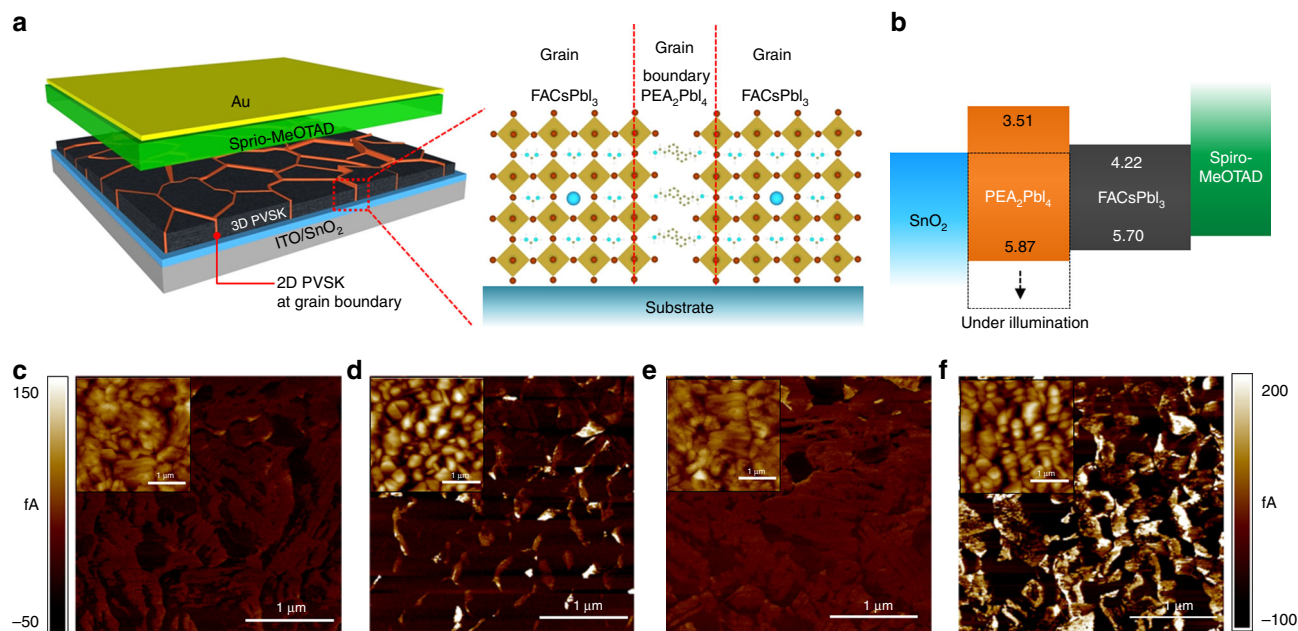 a
Au
Sprio-MeOTAD
3D PVSK
ITO/SnO₂
2D PVSK
at grain boundary
Grain
FACsPbI₃
Grain
boundary
PEA₂PbI₄
Grain
FACsPbI₃
Substrate
b
SnO₂
3.51
PEA₂PbI₄
5.87
4.22
FACsPbI₃
5.70
Spiro-
MeOTAD
Under illumination
c
150
fA
–50
1 μm
1 μm
d
1 μm
1 μm
e
1 μm
1 μm
f
1 μm
1 μm
200
fA
–100